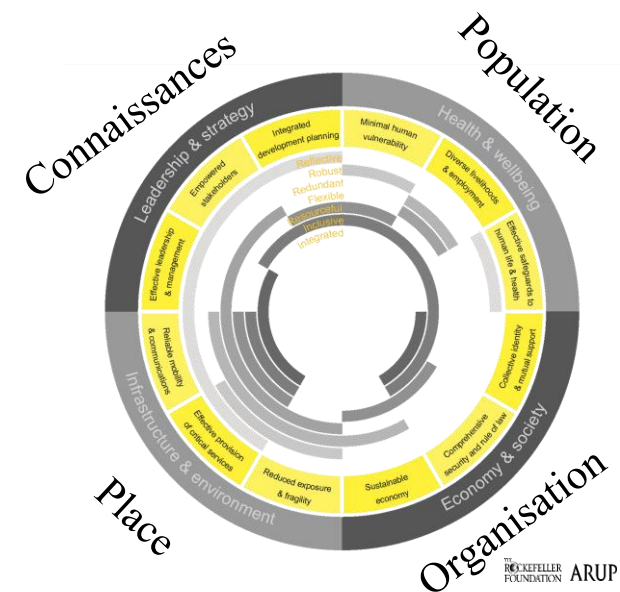 Connaissances
Population
Leadership & strategy
Health & wellbeing
Empowered
stakeholders
Integrated
development planning
Minimal human
vulnerability
Diverse livelihoods
& employment
Effective leadership
& management
Effective safeguards to
human life & health
Reflective
Robust
Redundant
Flexible
Resourceful
Inclusive
Integrated
Reliable mobility
& communications
Collective identity
& mutual support
Effective provision
of critical services
Comprehensive
security and rule of law
Reduced exposure
& fragility
Sustainable
economy
Infrastructure & environment
Economy & society
Place
Organisation
THE
ROCKEFELLER
FOUNDATION
ARUP